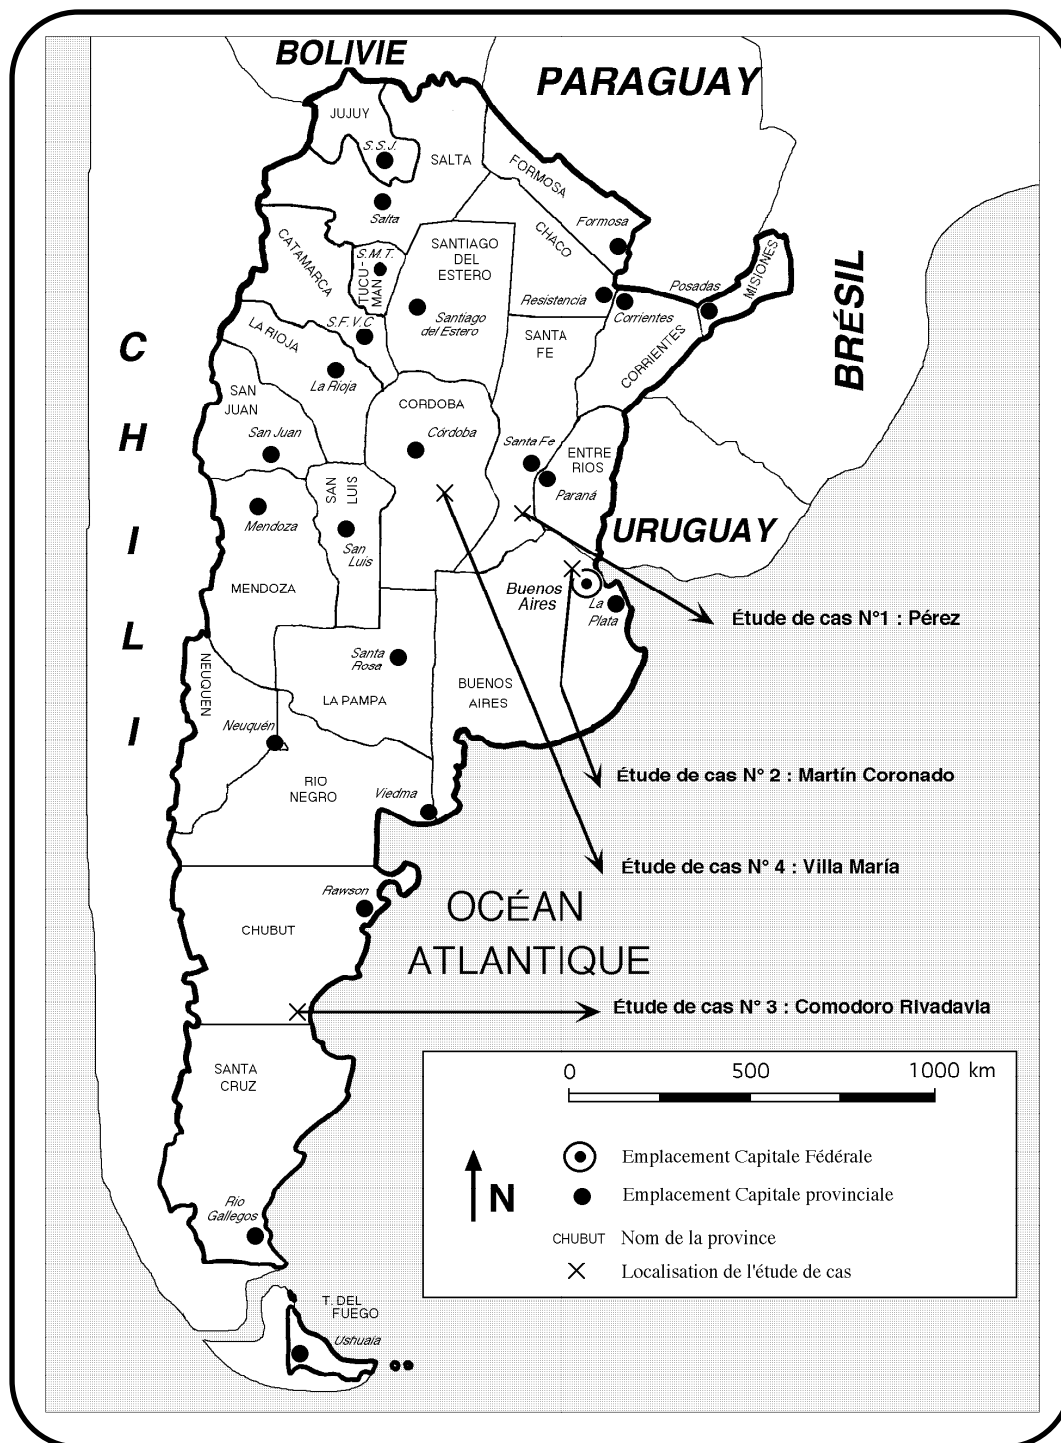 BOLIVIE
PARAGUAY
JUJUY
S.S.J.
SALTA
FORMOSA
Salta
Formosa
CHACO
CATAMARCA
S.M.T.
TUCU-
MAN
SANTIAGO
DEL
ESTERO
MISIONES
Posadas
Resistencia
Corrientes
BRÉSIL
S.F.V.C
Santiago
del Estero
LA RIOJA
SANTA
FE
CORRIENTES
CHILI
La Rioja
SAN
JUAN
CORDOBA
San Juan
Córdoba
Santa Fe
ENTRE
RIOS
SAN
LUIS
Paraná
Mendoza
San
Luis
URUGUAY
MENDOZA
Buenos
Aires
La
Plata
Étude de cas N°1 : Pérez
NEUQUEN
Santa
Rosa
LA PAMPA
BUENOS
AIRES
Neuquén
RIO
NEGRO
Viedma
Étude de cas N° 2 : Martín Coronado
Étude de cas N° 4 : Villa María
Rawson
OCÉAN
ATLANTIQUE
CHUBUT
Étude de cas N° 3 : Comodoro Rivadavia
SANTA
CRUZ
0 500 1000 km
Emplacement Capitale Fédérale
N
Emplacement Capitale provinciale
CHUBUT Nom de la province
Localisation de l'étude de cas
Rio
Gallegos
T. DEL
FUEGO
Ushuaia